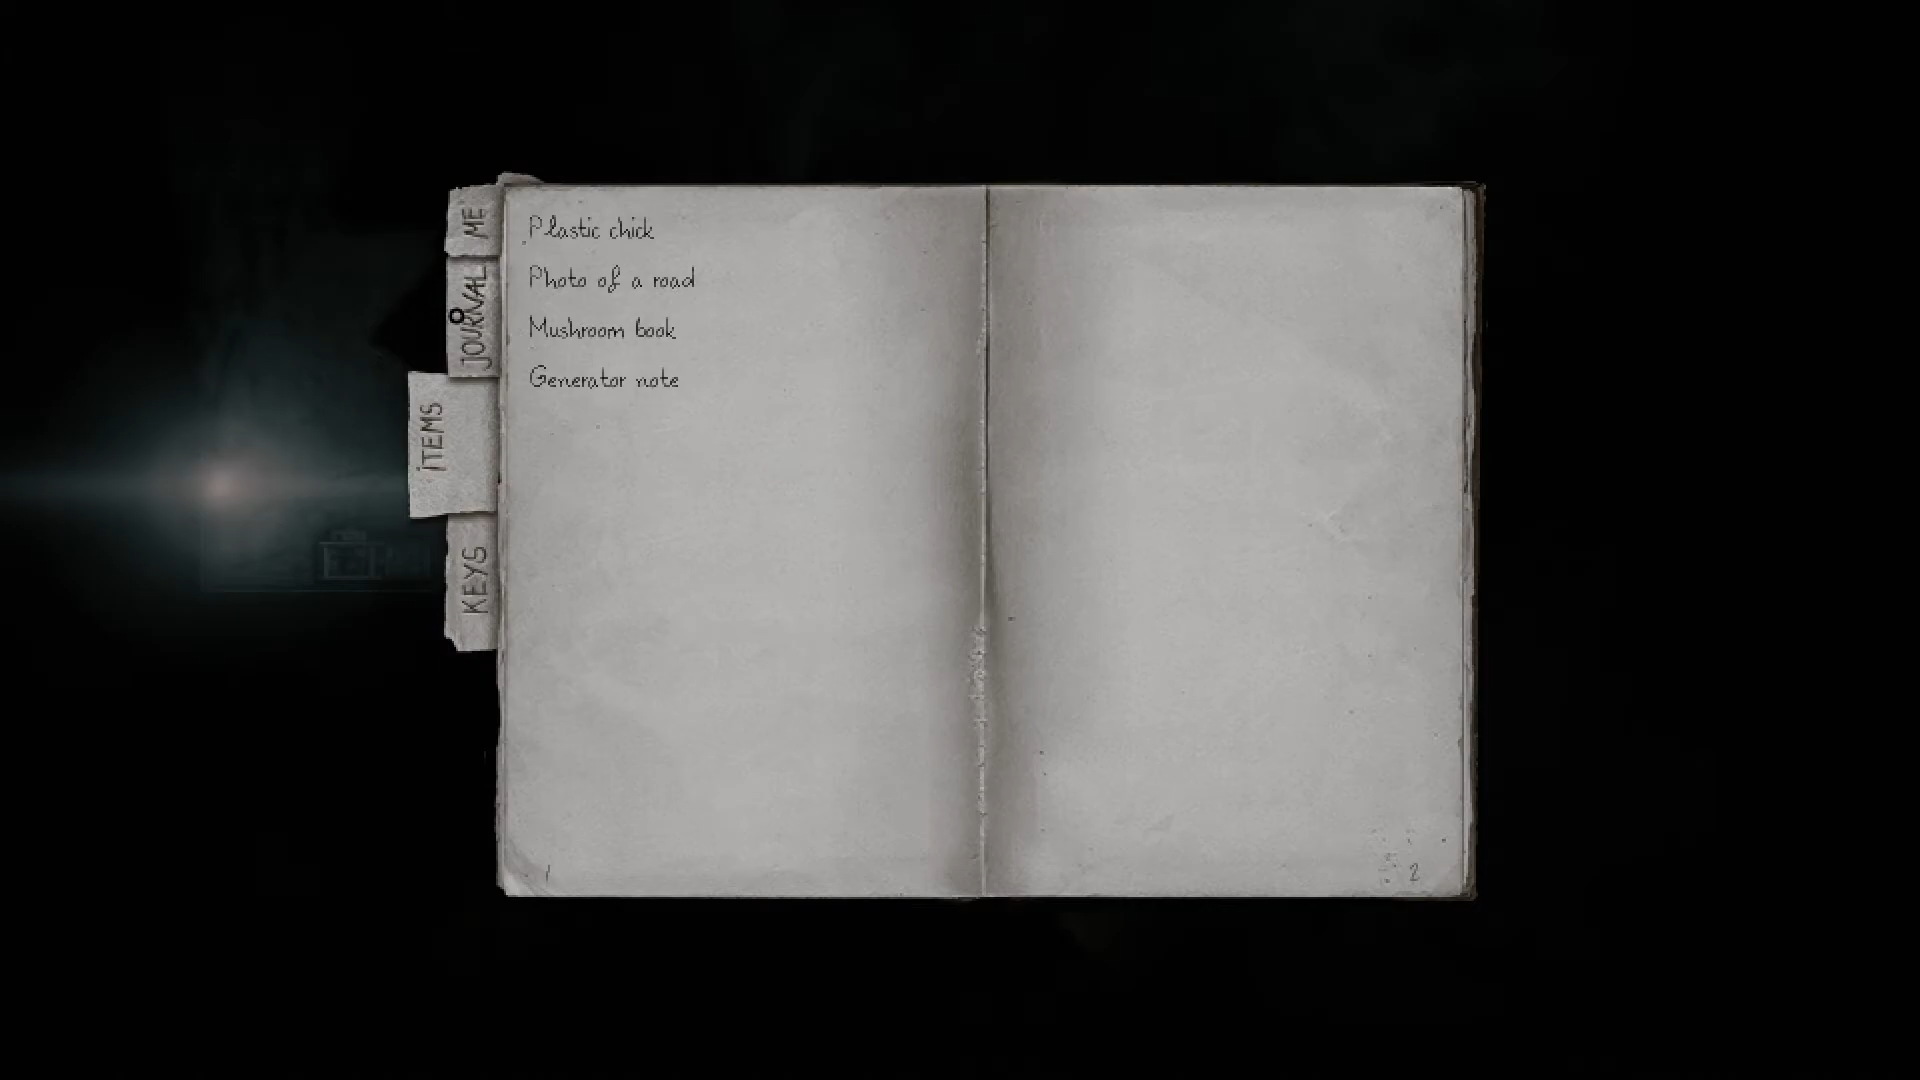 ME
JOURNAL
iTEMS
KEYS
Plastic chick
Photo of a road
Mushroom book
Generator note
1
2